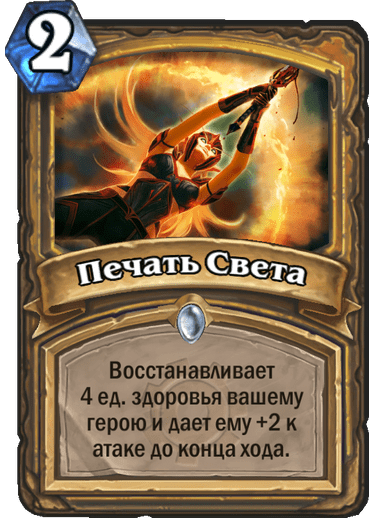 2
Печать Света
Восстанавливает
4 ед. здоровья вашему
герою и дает ему +2 к
атаке до конца хода.